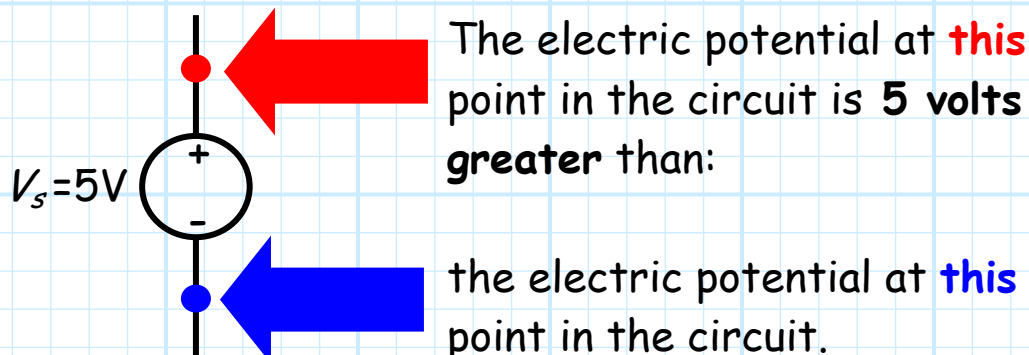 The electric potential at this
point in the circuit is 5 volts
greater than:
+
Vₛ=5V
-
the electric potential at this
point in the circuit.